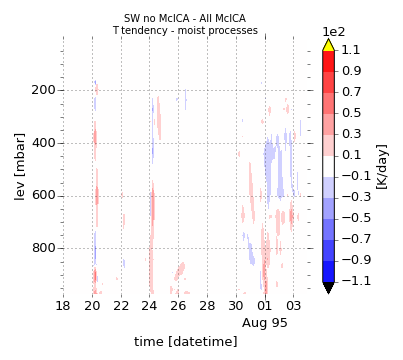 SW no McICA - All McICA
T tendency - moist processes
1e2
lev [mbar]
200
400
600
800
18 20 22 24 26 28 30 01 03
Aug 95
time [datetime]
1.1
0.9
0.7
0.5
0.3
0.1
−0.1
−0.3
−0.5
−0.7
−0.9
−1.1
[K/day]